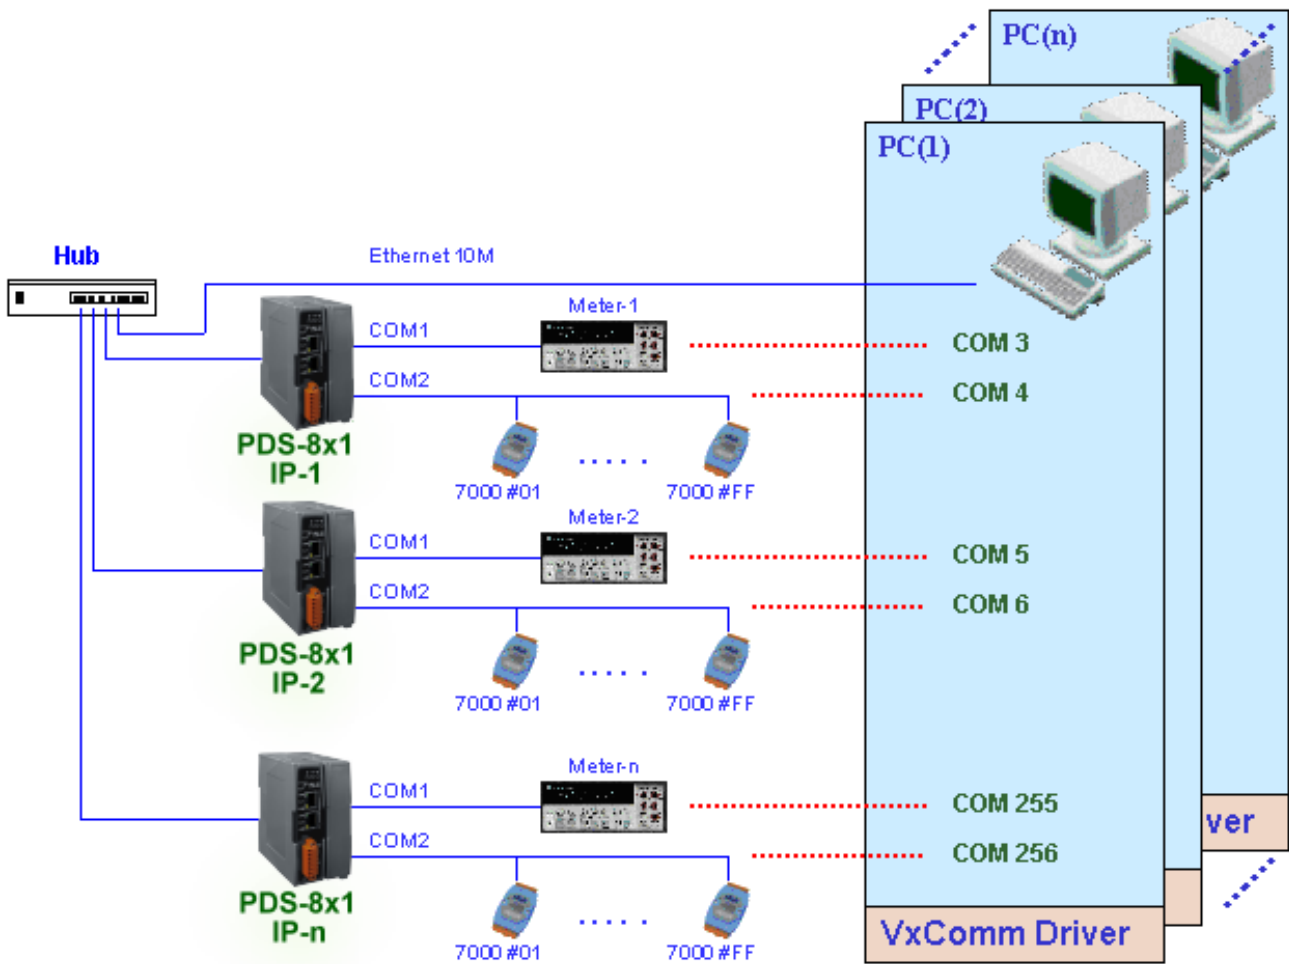 PC(n)
PC(2)
PC(1)
Hub
Ethernet 10M
Meter-1
COM1
COM 3
COM2
COM 4
PDS-8x1
IP-1
7000 #01
7000 #FF
Meter-2
COM1
COM 5
COM2
COM 6
PDS-8x1
IP-2
7000 #01
7000 #FF
Meter-n
COM1
COM 255
COM2
COM 256
ver
PDS-8x1
IP-n
7000 #01
7000 #FF
VxComm Driver